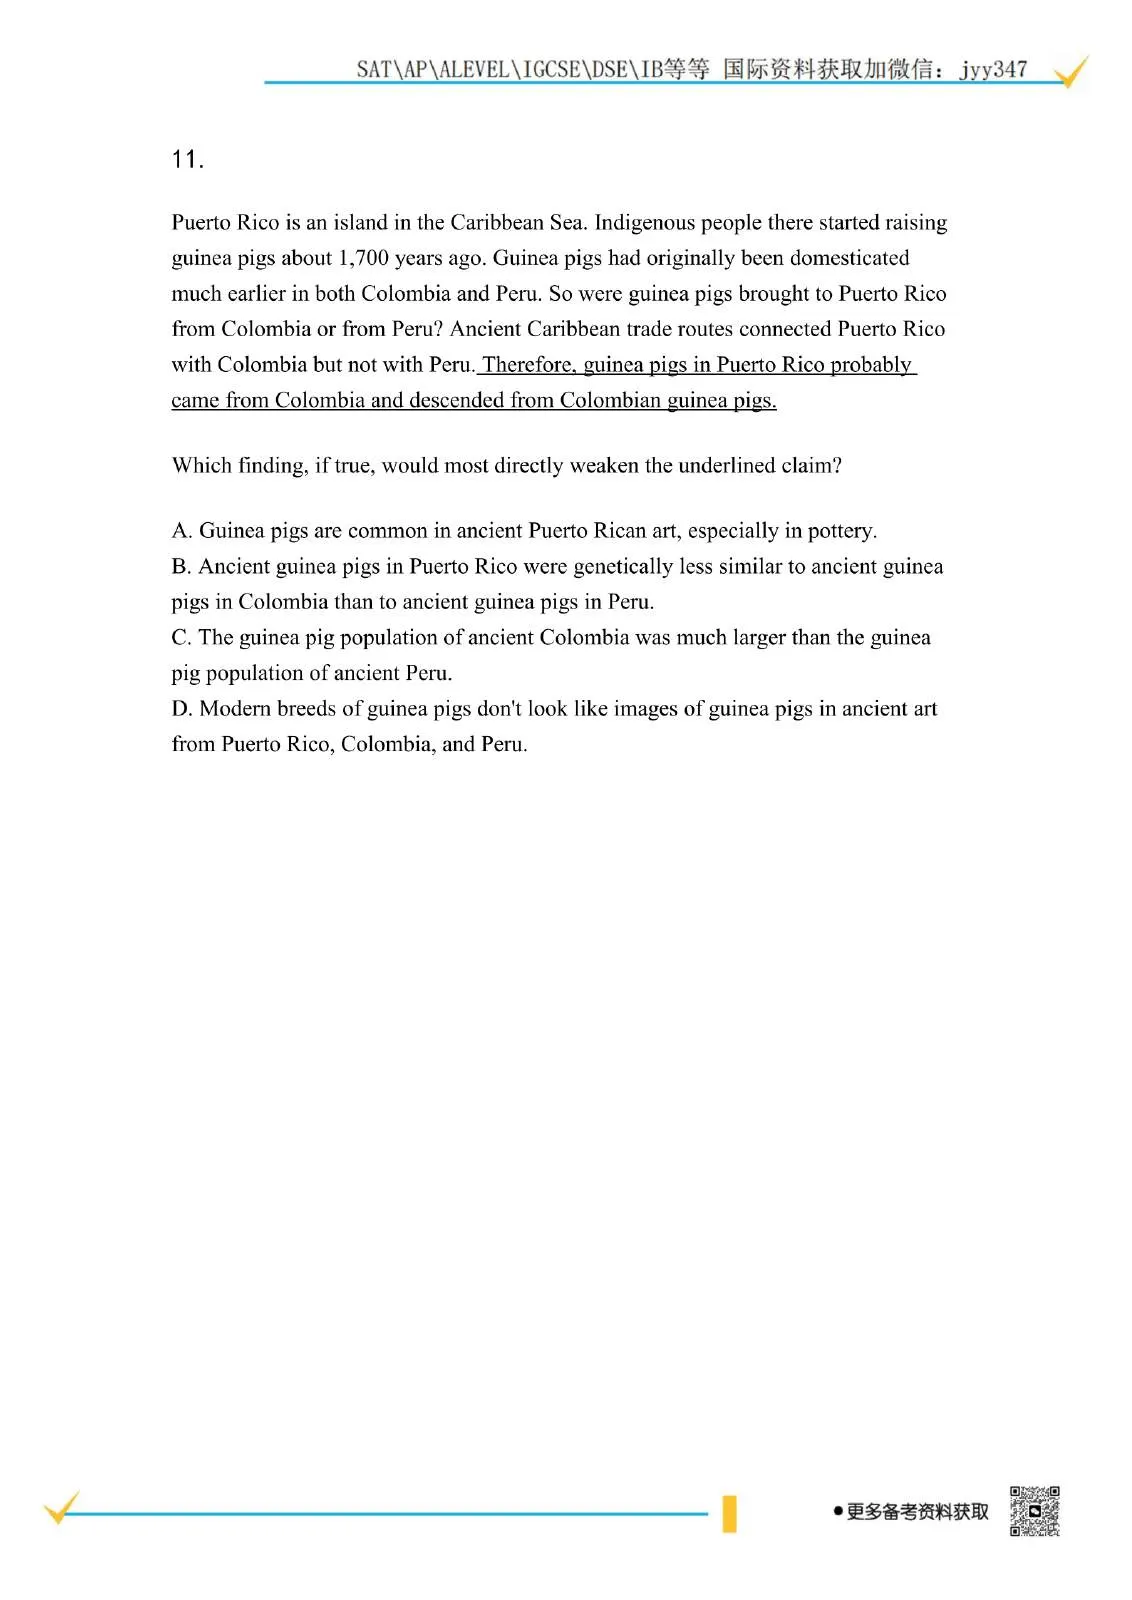 SAT\AP\ALEVEL\IGCSE\DSE\IB等等 国际资料获取加微信：jyy347
11.
Puerto Rico is an island in the Caribbean Sea. Indigenous people there started raising
guinea pigs about 1,700 years ago. Guinea pigs had originally been domesticated
much earlier in both Colombia and Peru. So were guinea pigs brought to Puerto Rico
from Colombia or from Peru? Ancient Caribbean trade routes connected Puerto Rico
with Colombia but not with Peru. Therefore, guinea pigs in Puerto Rico probably
came from Colombia and descended from Colombian guinea pigs.
Which finding, if true, would most directly weaken the underlined claim?
A. Guinea pigs are common in ancient Puerto Rican art, especially in pottery.
B. Ancient guinea pigs in Puerto Rico were genetically less similar to ancient guinea
pigs in Colombia than to ancient guinea pigs in Peru.
C. The guinea pig population of ancient Colombia was much larger than the guinea
pig population of ancient Peru.
D. Modern breeds of guinea pigs don't look like images of guinea pigs in ancient art
from Puerto Rico, Colombia, and Peru.
●更多备考资料获取